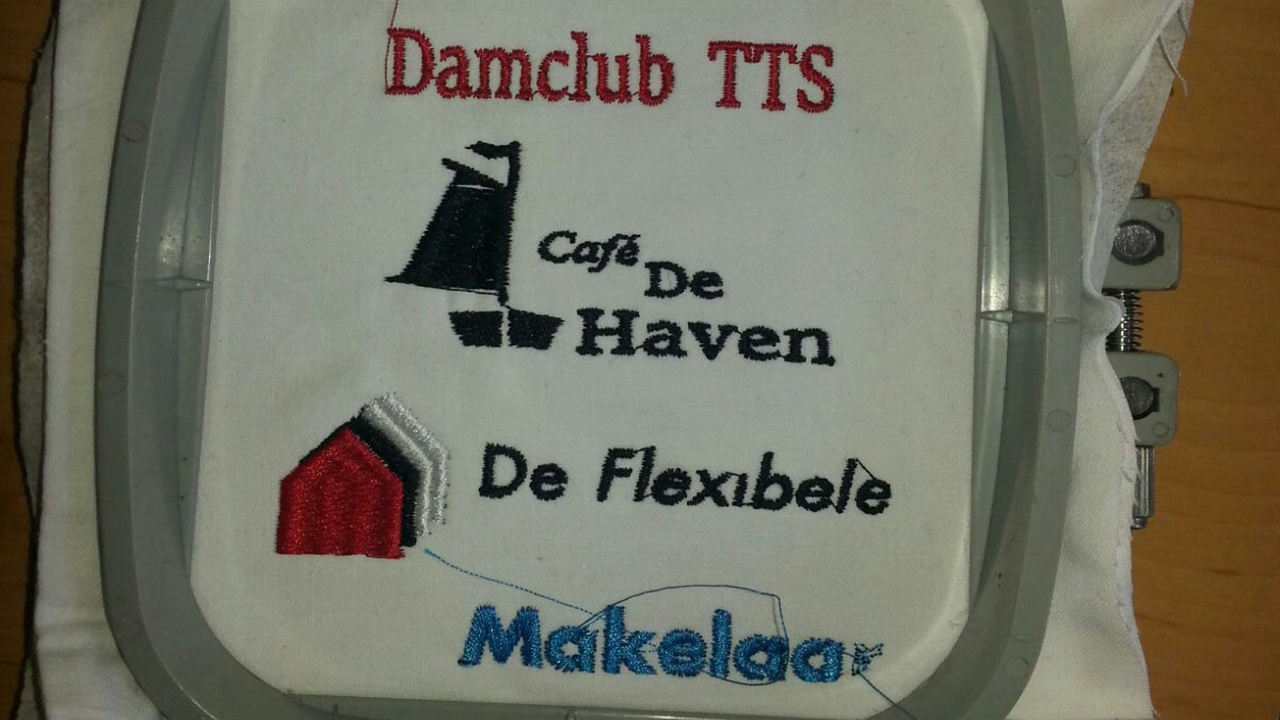 Damclub TTS
Café De
Haven
De Flexibele
Makelaar